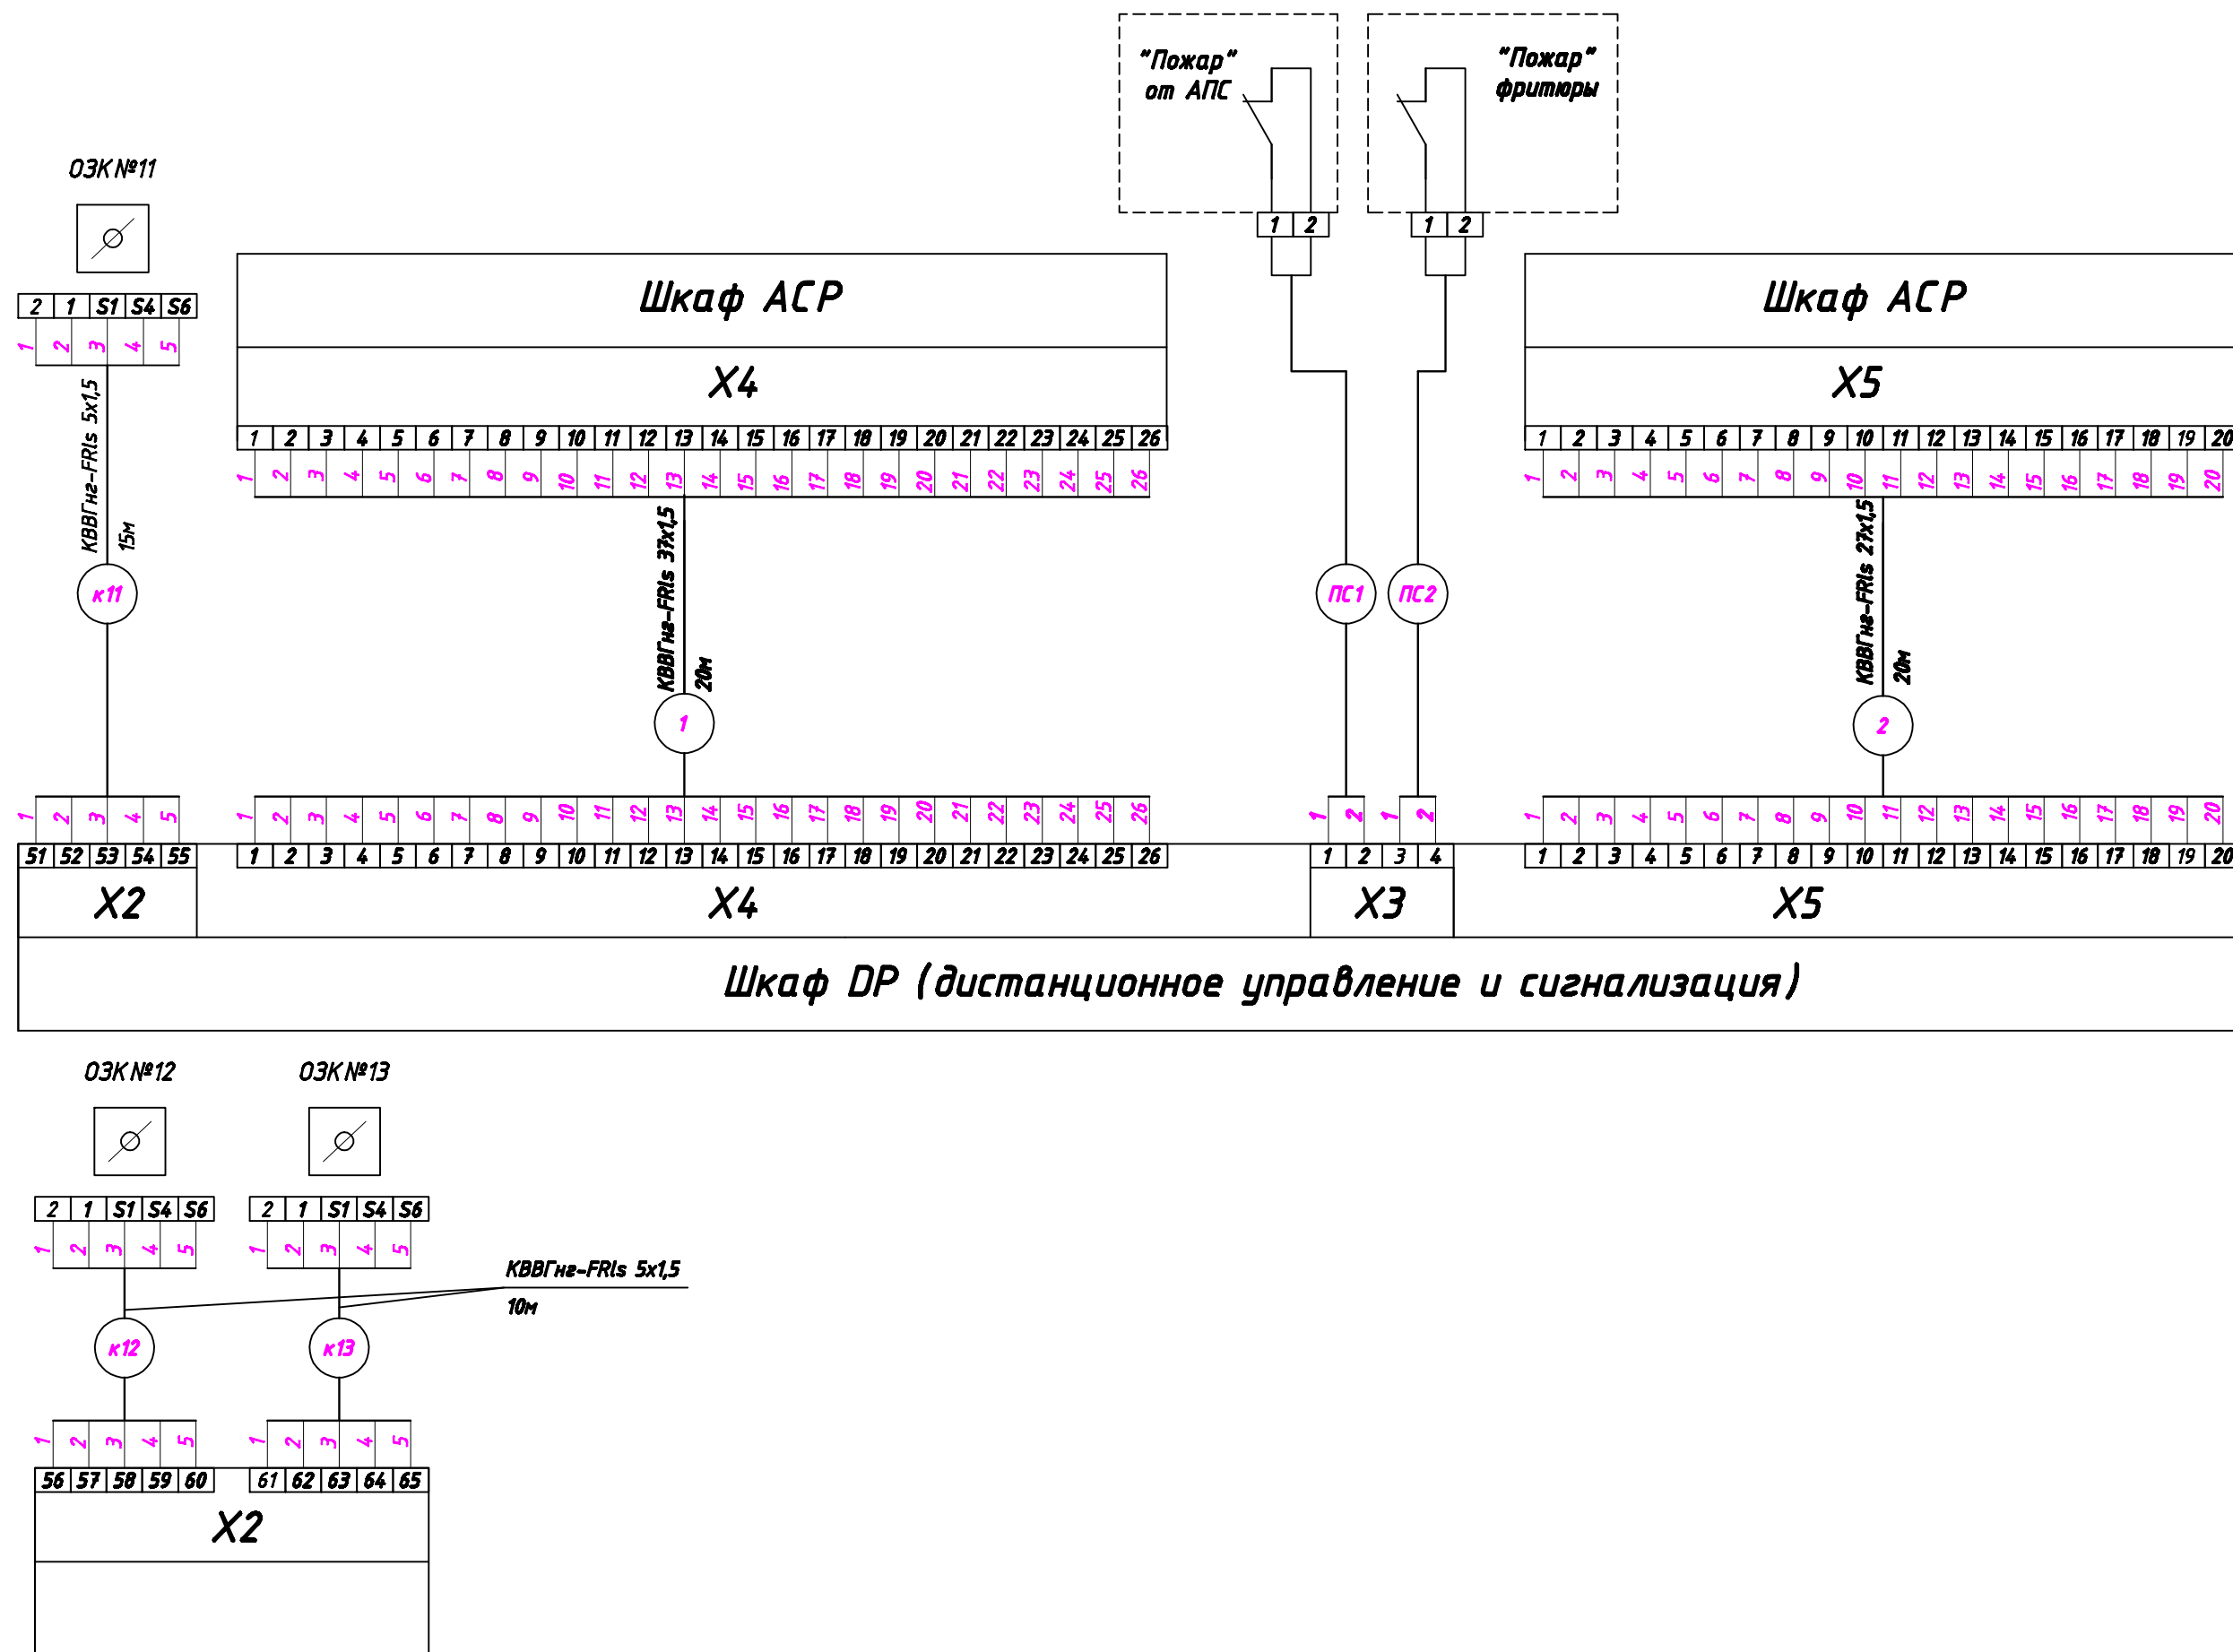 "Пожар"
от АПС
"Пожар"
фритюры
1 2
1 2
ОЗК№11
2 1 S1 S4 S6
1 2 3 4 5
КВВГнг-FRls 5х1,5
15м
к11
1 2 3 4 5
Шкаф АСР
Х4
1 2 3 4 5 6 7 8 9 10 11 12 13 14 15 16 17 18 19 20 21 22 23 24 25 26
1 2 3 4 5 6 7 8 9 10 11 12 13 14 15 16 17 18 19 20 21 22 23 24 25 26
КВВГнг-FRls 37х1,5
20м
1
1 2 3 4 5 6 7 8 9 10 11 12 13 14 15 16 17 18 19 20 21 22 23 24 25 26
ПС1
ПС2
1 2
1 2
Шкаф АСР
Х5
1 2 3 4 5 6 7 8 9 10 11 12 13 14 15 16 17 18 19 20
1 2 3 4 5 6 7 8 9 10 11 12 13 14 15 16 17 18 19 20
КВВГнг-FRls 27х1,5
20м
2
1 2 3 4 5 6 7 8 9 10 11 12 13 14 15 16 17 18 19 20
51 52 53 54 55
1 2 3 4 5 6 7 8 9 10 11 12 13 14 15 16 17 18 19 20 21 22 23 24 25 26
1 2 3 4
1 2 3 4 5 6 7 8 9 10 11 12 13 14 15 16 17 18 19 20
Х2
Х4
Х3
Х5
Шкаф DP (дистанционное управление и сигнализация)
ОЗК№12
ОЗК№13
2 1 S1 S4 S6
2 1 S1 S4 S6
1 2 3 4 5
1 2 3 4 5
КВВГнг-FRls 5х1,5
10м
к12
к13
1 2 3 4 5
1 2 3 4 5
56 57 58 59 60
61 62 63 64 65
Х2